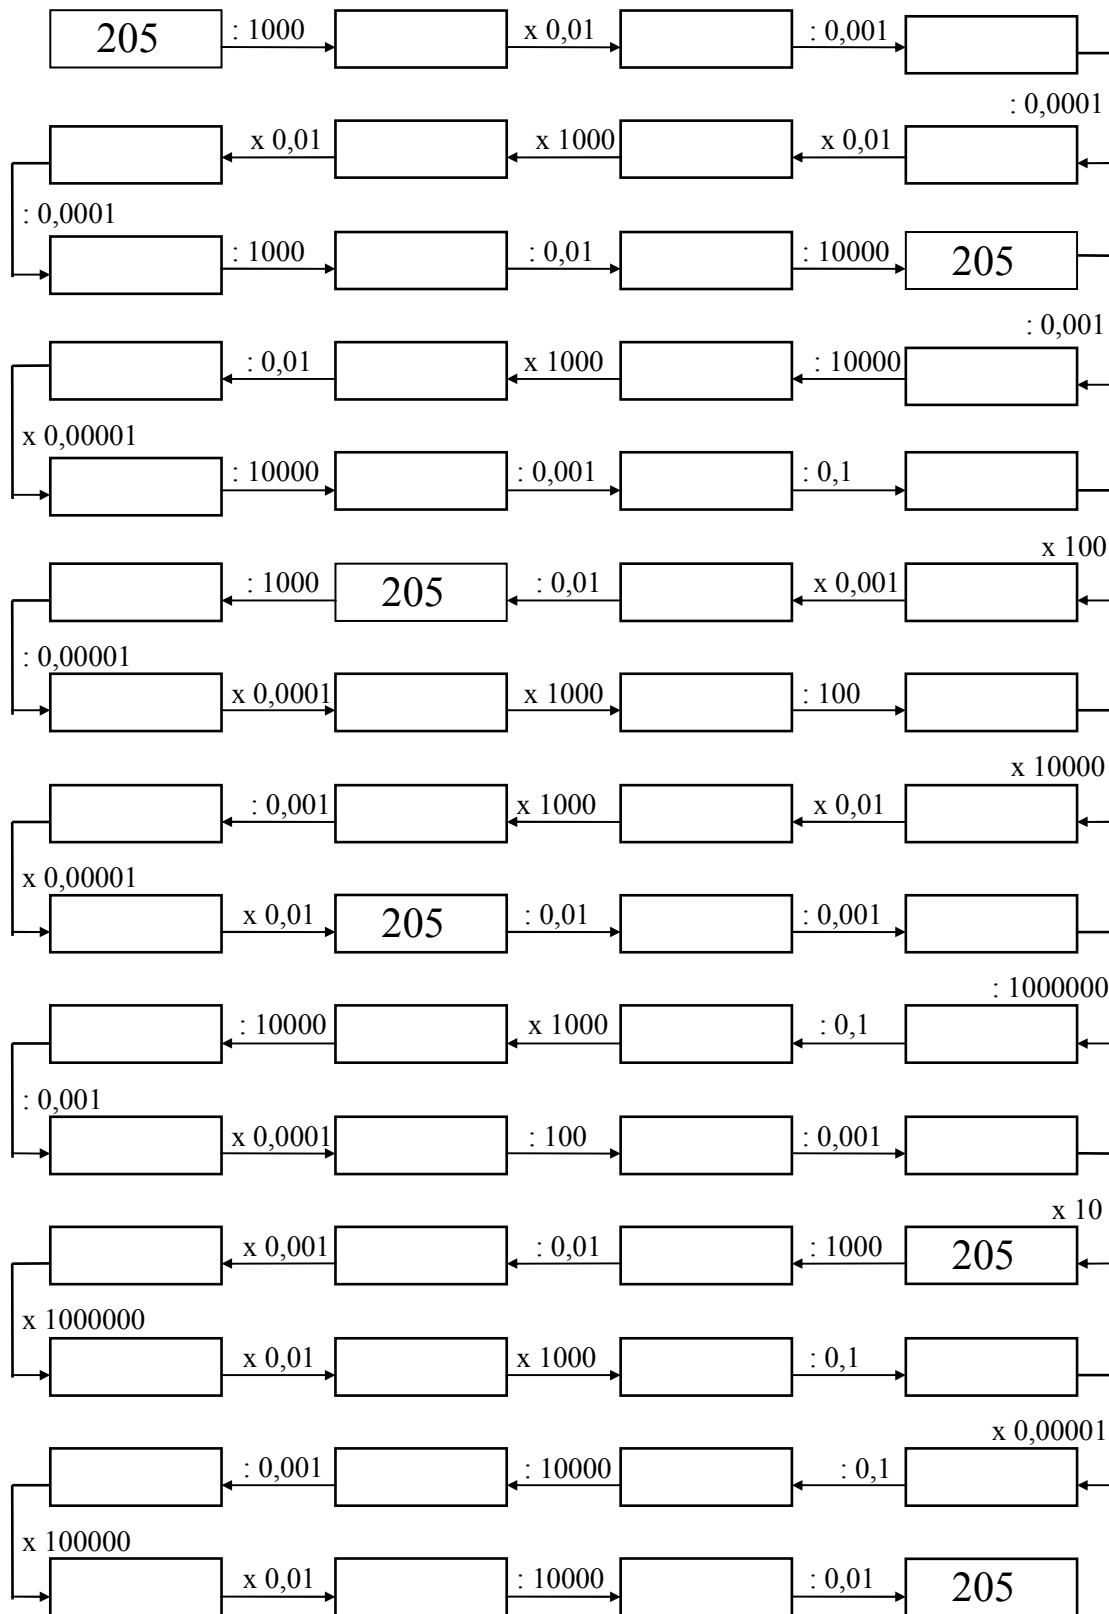 205 : 1000 x 0,01 : 0,001
: 0,0001
x 0,01 x 1000 x 0,01
: 0,0001
: 1000 : 0,01 : 10000 205
: 0,001
: 0,01 x 1000 : 10000
x 0,00001
: 10000 : 0,001 : 0,1
x 100
: 1000 205 : 0,01 x 0,001
: 0,00001
x 0,0001 x 1000 : 100
x 10000
: 0,001 x 1000 x 0,01
x 0,00001
x 0,01 205 : 0,01 : 0,001
: 1000000
: 10000 x 1000 : 0,1
: 0,001
x 0,0001 : 100 : 0,001
x 10
x 0,001 : 0,01 : 1000 205
x 1000000
x 0,01 x 1000 : 0,1
x 0,00001
: 0,001 : 10000 : 0,1
x 100000
x 0,01 : 10000 : 0,01 205